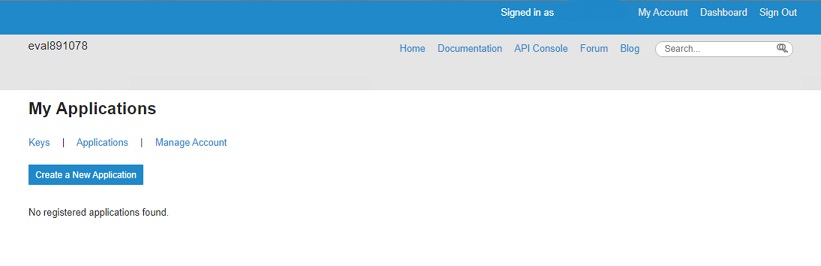 Signed in as My Account Dashboard Sign Out
eval891078
Home Documentation API Console Forum Blog Search...
My Applications
Keys | Applications | Manage Account
Create a New Application
No registered applications found.